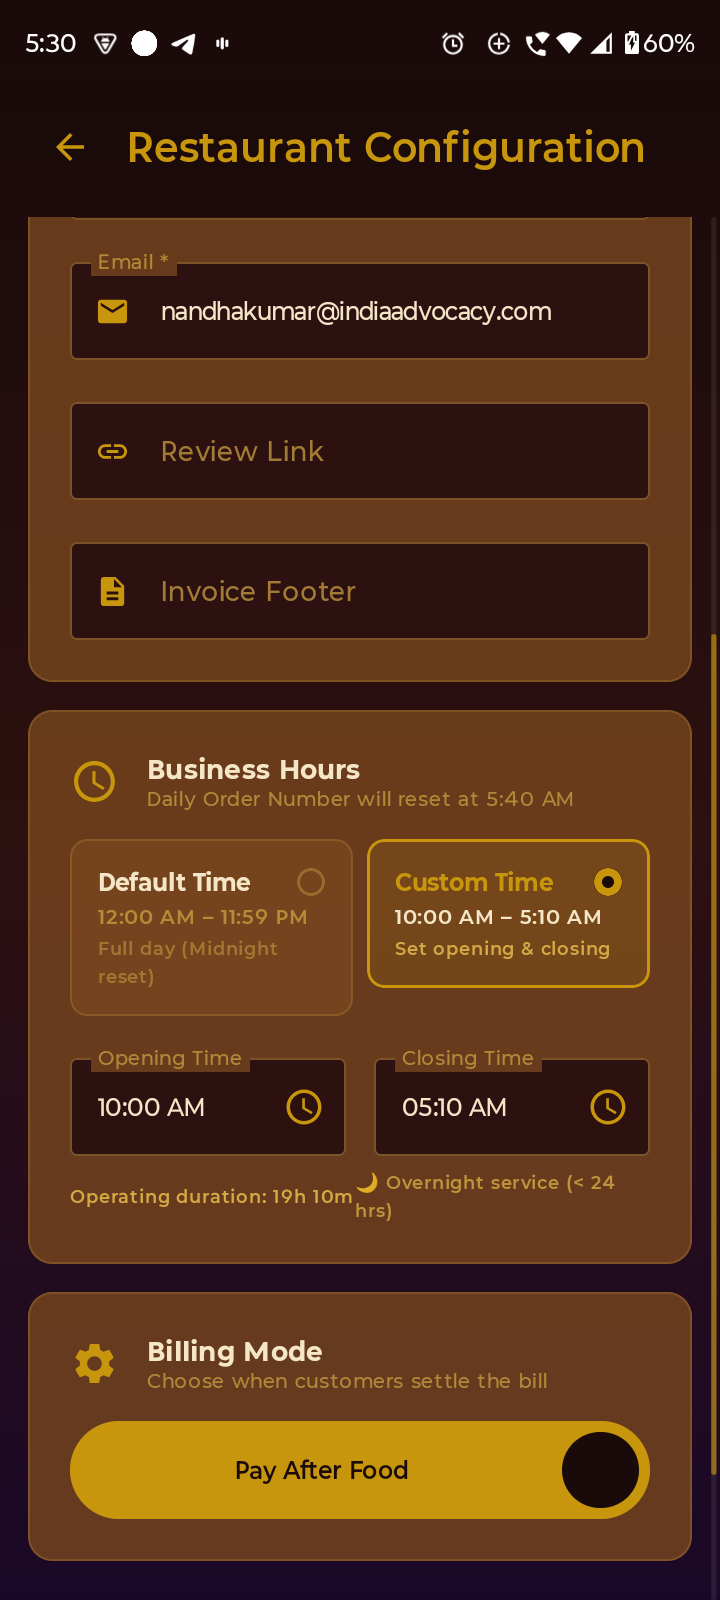 5:30
60%
Restaurant Configuration
Email *
nandhakumar@indiaadvocacy.com
Review Link
Invoice Footer
Business Hours
Daily Order Number will reset at 5:40 AM
Default Time
12:00 AM – 11:59 PM
Full day (Midnight
reset)
Custom Time
10:00 AM – 5:10 AM
Set opening & closing
Opening Time
10:00 AM
Closing Time
05:10 AM
Operating duration: 19h 10m
🌙 Overnight service (< 24
hrs)
Billing Mode
Choose when customers settle the bill
Pay After Food